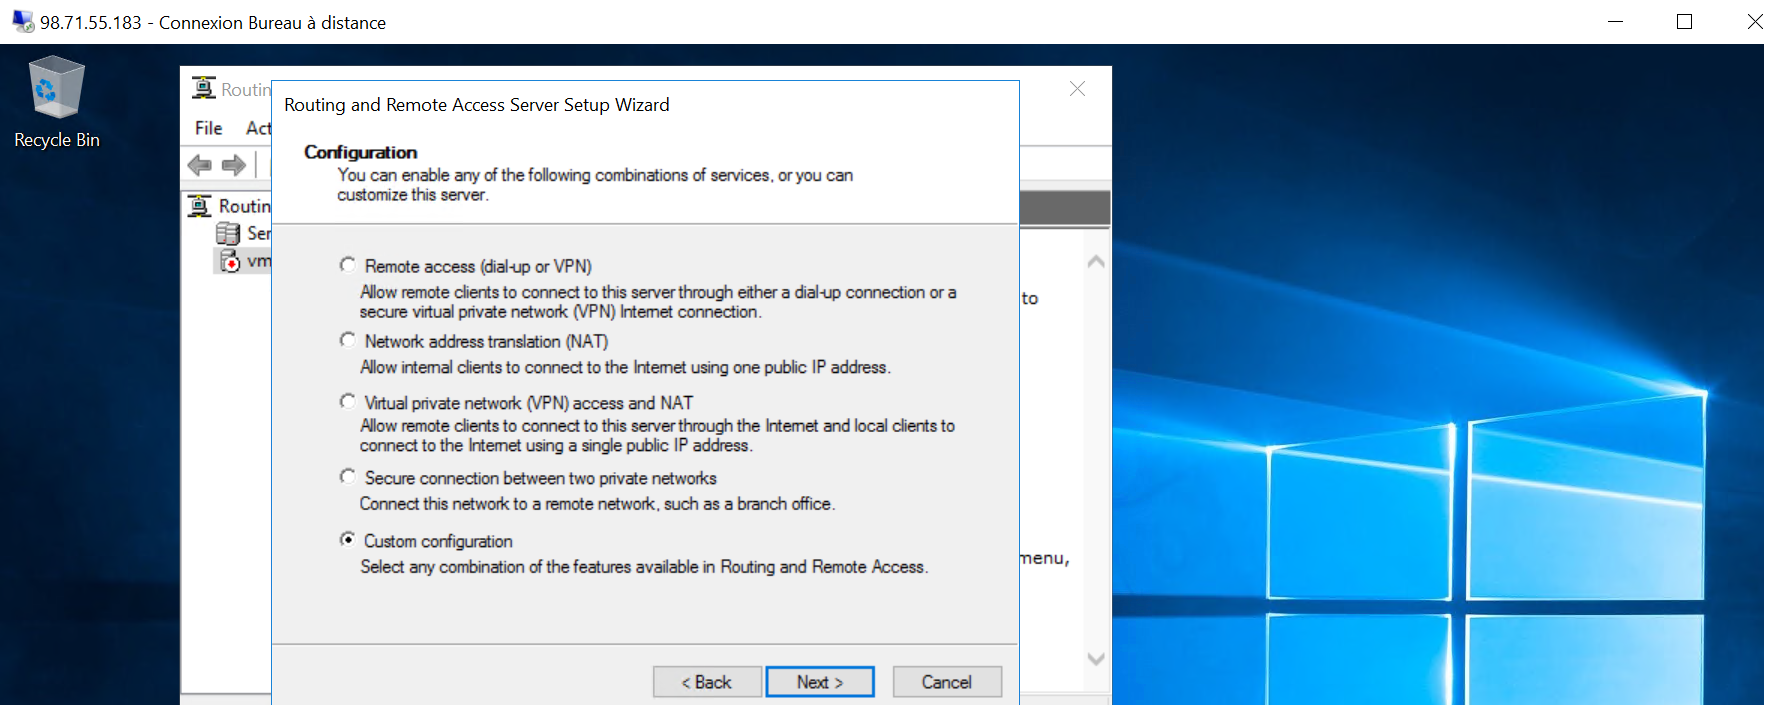 98.71.55.183 - Connexion Bureau à distance
Recycle Bin
File
Routing and Remote Access Server Setup Wizard
Configuration
You can enable any of the following combinations of services, or you can
customize this server.
Remote access (dial-up or VPN)
Allow remote clients to connect to this server through either a dial-up connection or a
secure virtual private network (VPN) Internet connection.
to
Network address translation (NAT)
Allow internal clients to connect to the Internet using one public IP address.
Virtual private network (VPN) access and NAT
Allow remote clients to connect to this server through the Internet and local clients to
connect to the Internet using a single public IP address.
Secure connection between two private networks
Connect this network to a remote network, such as a branch office.
Custom configuration
Select any combination of the features available in Routing and Remote Access.
menu,
< Back
Next >
Cancel